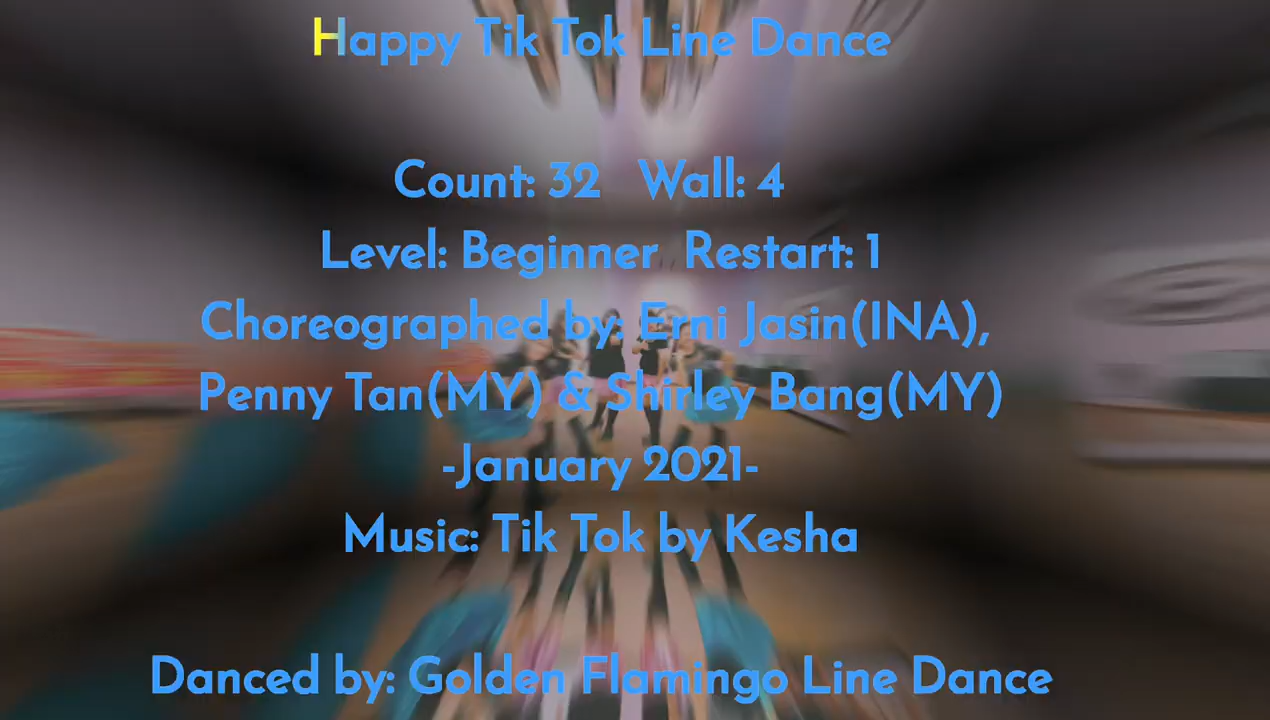 Happy Tik Tok Line Dance
Count: 32 Wall: 4
Level: Beginner Restart: 1
Choreographed by: Erni Jasin(INA),
Penny Tan(MY) & Shirley Bang(MY)
-January 2021-
Music: Tik Tok by Kesha
Danced by: Golden Flamingo Line Dance